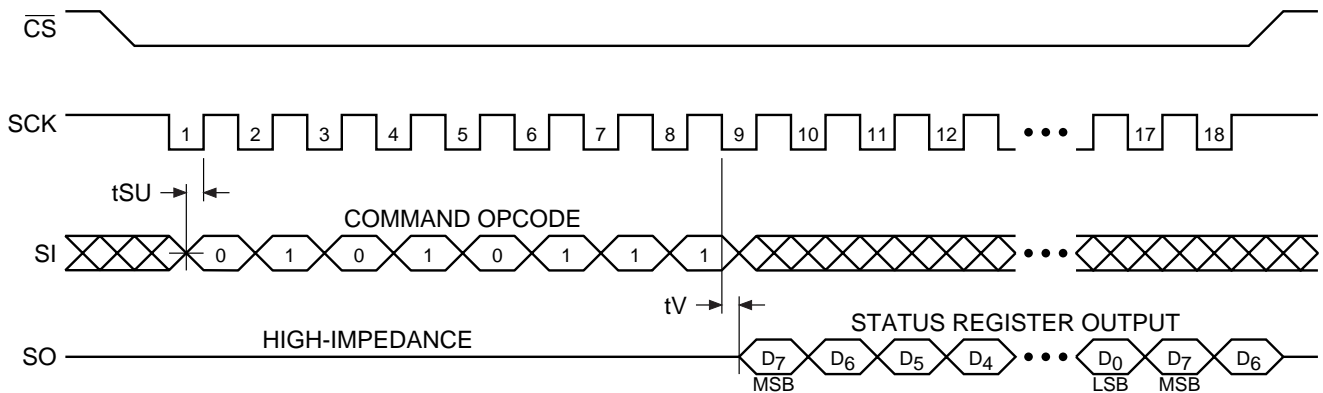 CS
SCK 1 2 3 4 5 6 7 8 9 10 11 12 17 18
tSU
COMMAND OPCODE
SI 0 1 0 1 0 1 1 1
tV
HIGH-IMPEDANCE
STATUS REGISTER OUTPUT
SO D7 D6 D5 D4 D0 D7 D6
MSB LSB MSB